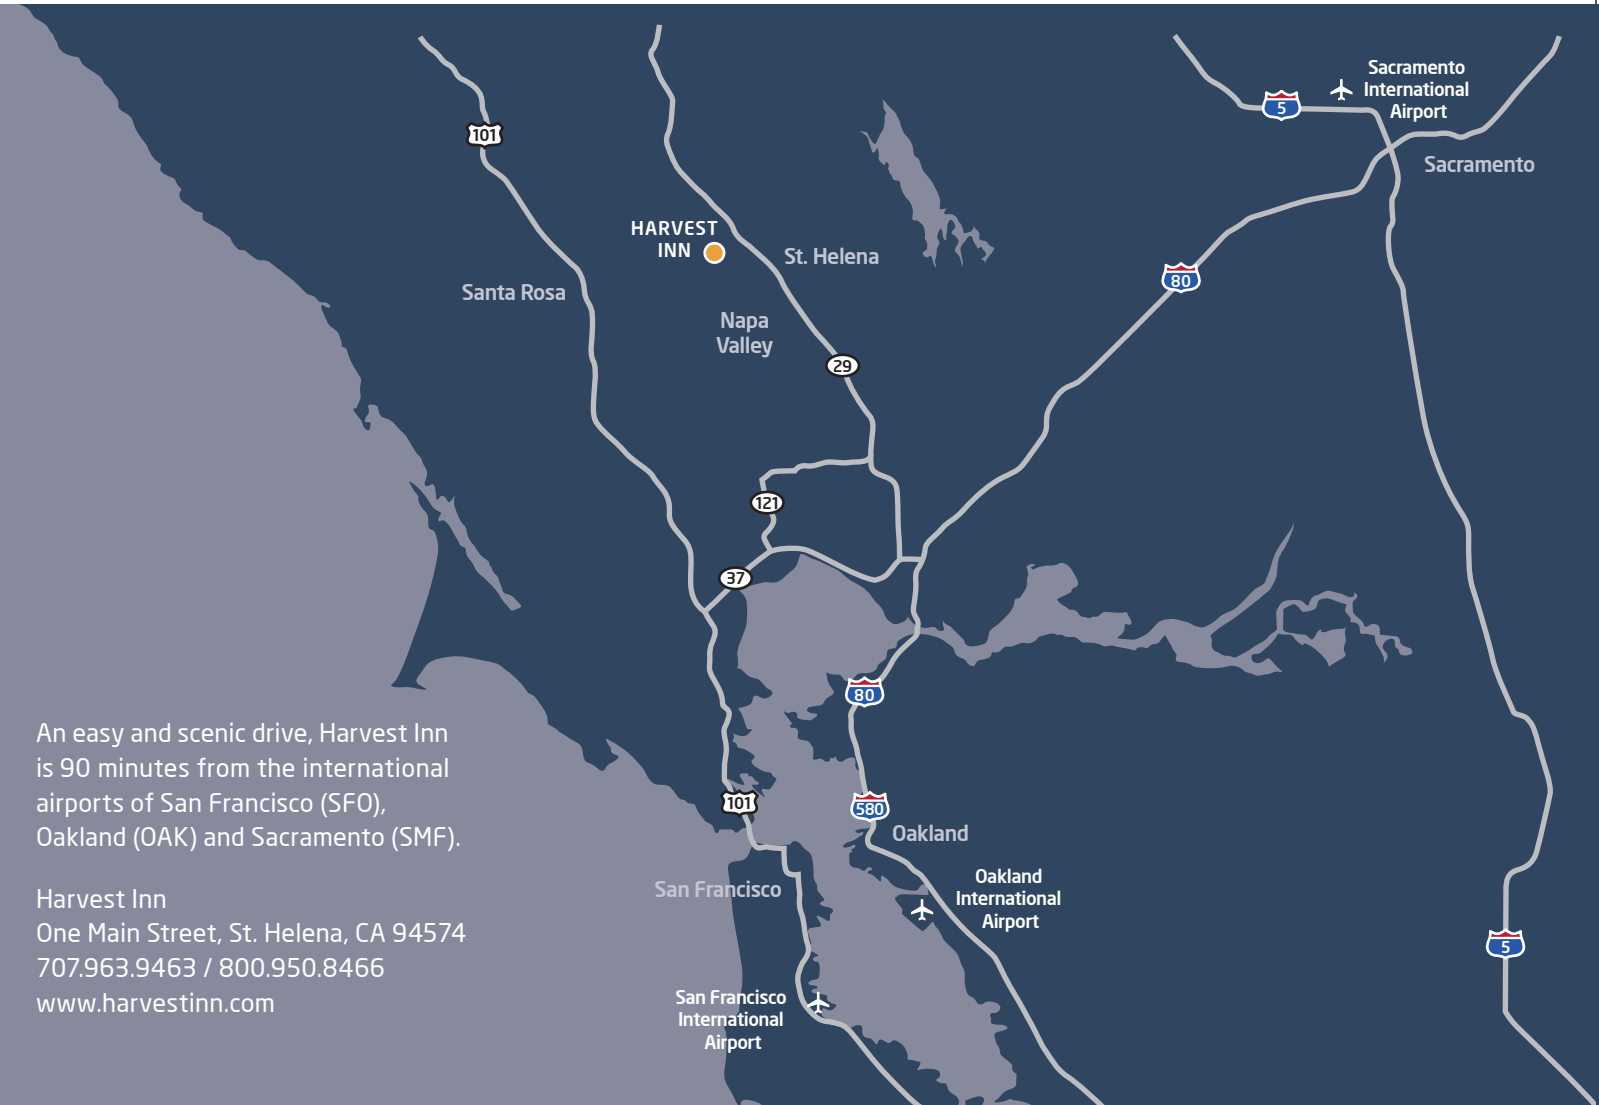 101
5
Sacramento
International
Airport
Sacramento
HARVEST
INN
St. Helena
80
Santa Rosa
Napa
Valley
29
121
37
80
An easy and scenic drive, Harvest Inn
is 90 minutes from the international
airports of San Francisco (SFO),
Oakland (OAK) and Sacramento (SMF).
101
580
Oakland
Oakland
International
Airport
San Francisco
Harvest Inn
One Main Street, St. Helena, CA 94574
707.963.9463 / 800.950.8466
www.harvestinn.com
5
San Francisco
International
Airport